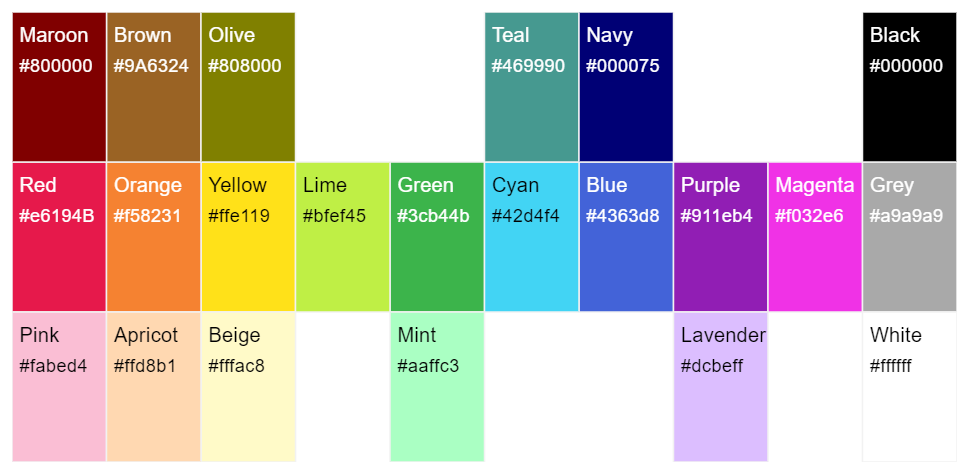 Maroon
#800000
Brown
#9A6324
Olive
#808000
Teal
#469990
Navy
#000075
Black
#000000
Red
#e6194B
Orange
#f58231
Yellow
#ffe119
Lime
#bfef45
Green
#3cb44b
Cyan
#42d4f4
Blue
#4363d8
Purple
#911eb4
Magenta
#f032e6
Grey
#a9a9a9
Pink
#fabed4
Apricot
#ffd8b1
Beige
#fffac8
Mint
#aaffc3
Lavender
#dcbeff
White
#ffffff